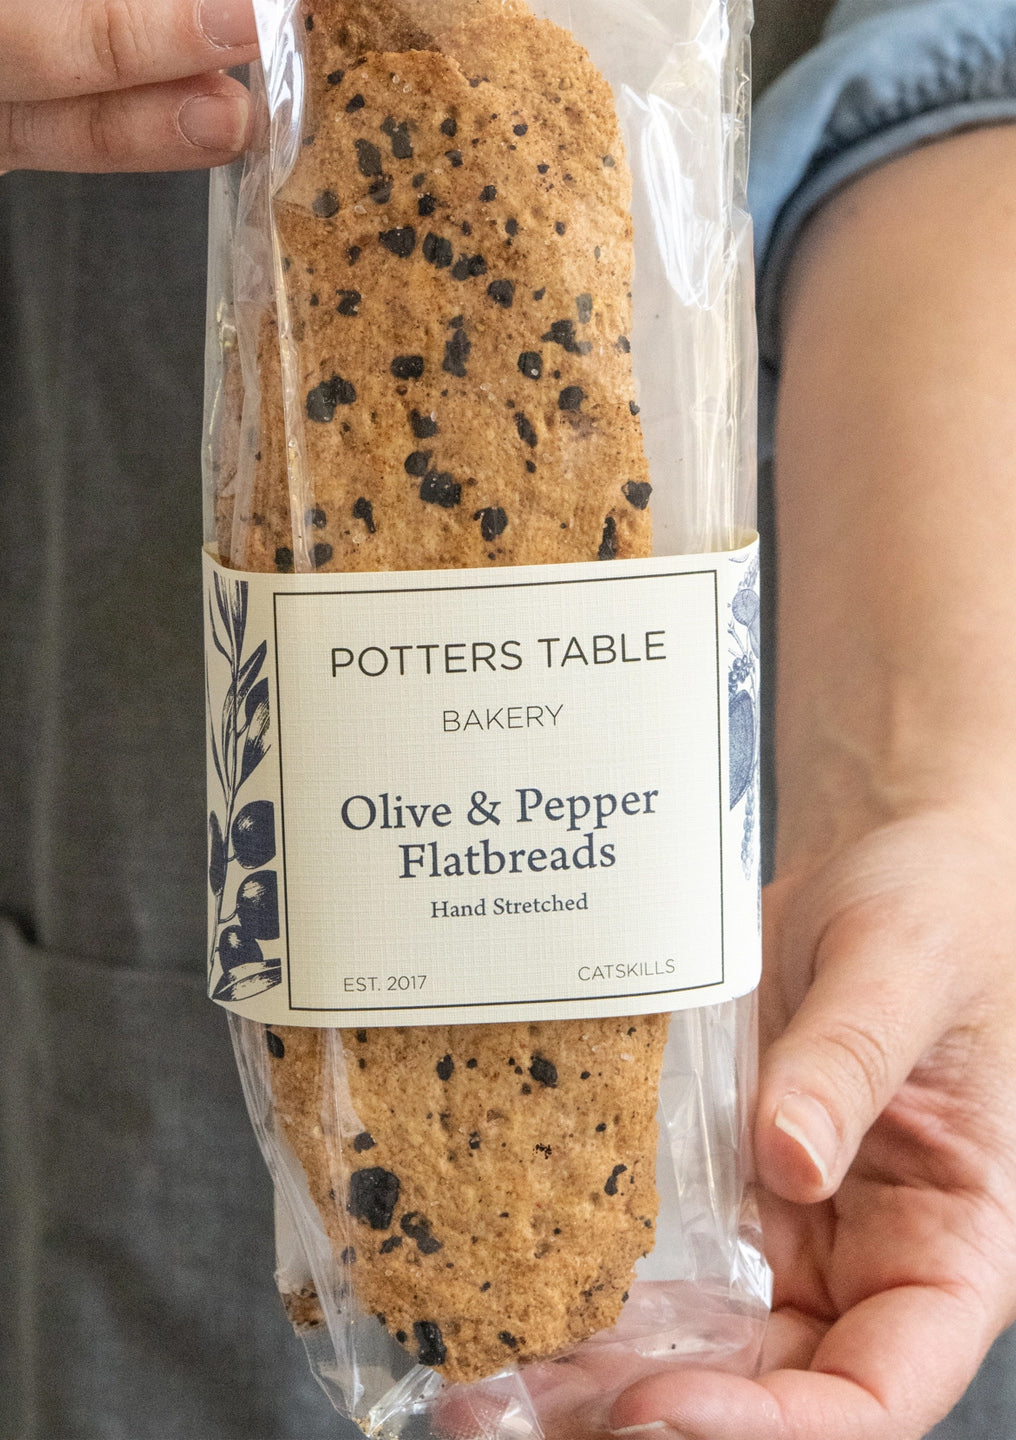 POTTERS TABLE
BAKERY
Olive & Pepper
Flatbreads
Hand Stretched
EST. 2017
CATSKILLS